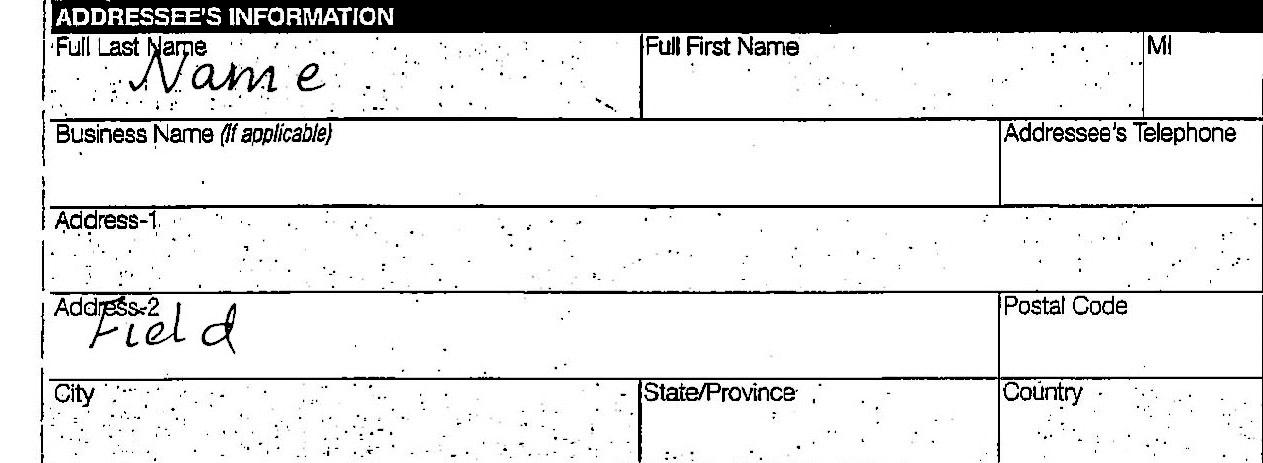 ADDRESSEE'S INFORMATION
Full Last Name Full First Name MI
Name
Business Name (If applicable) Addressee's Telephone
Address-1
Address-2 Postal Code
Field
City State/Province Country